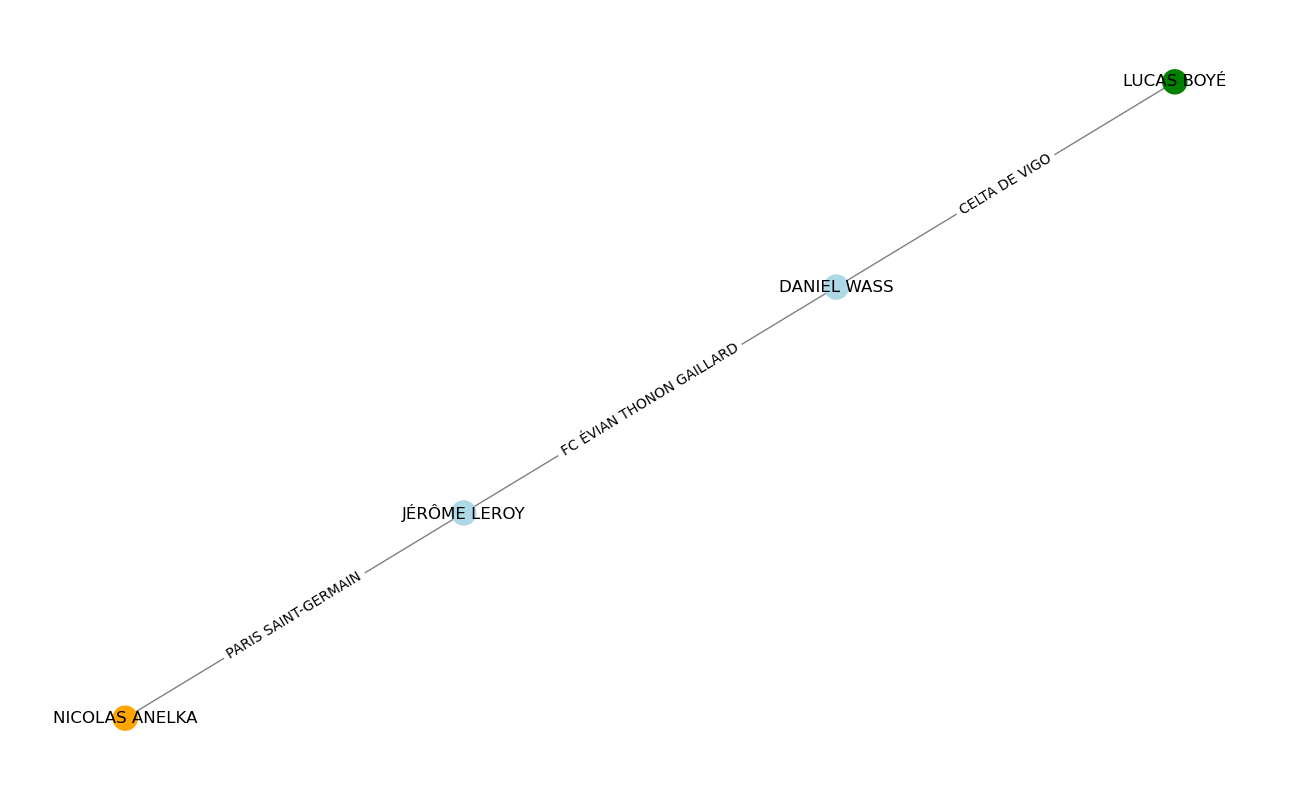 LUCAS BOYÉ
CELTA DE VIGO
DANIEL WASS
FC ÉVIAN THONON GAILLARD
JÉRÔME LEROY
PARIS SAINT-GERMAIN
NICOLAS ANELKA